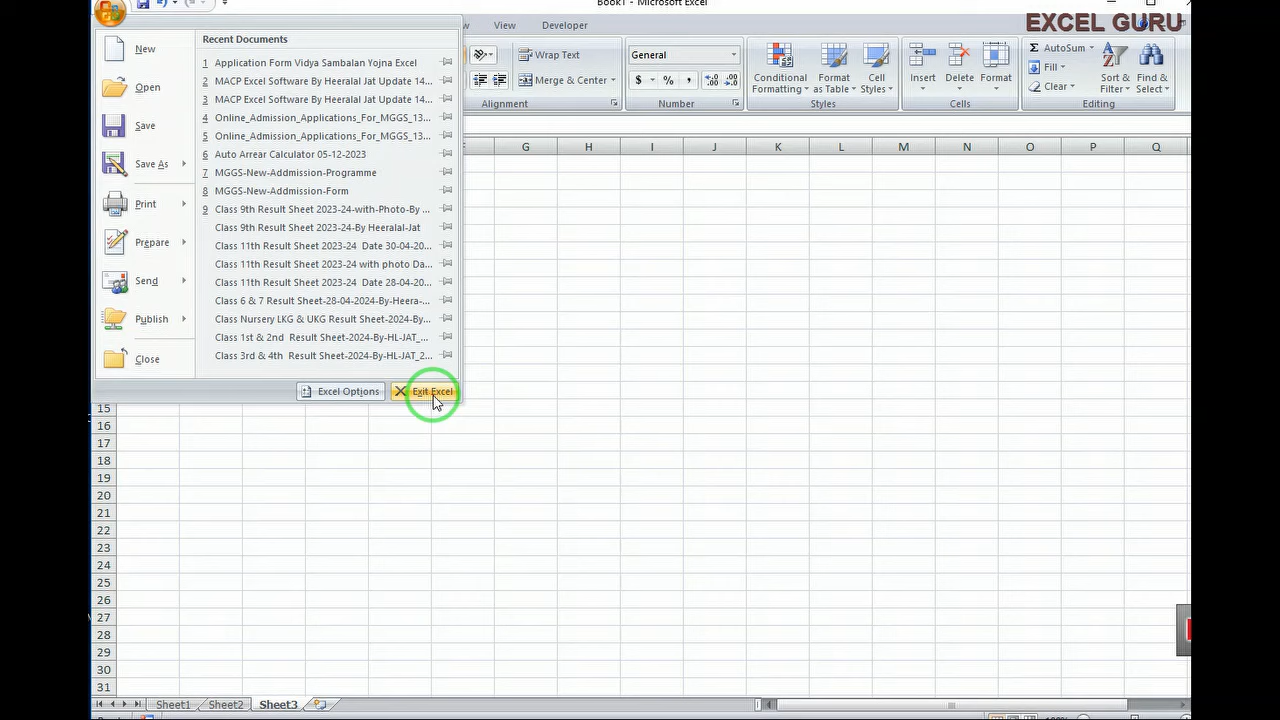 Book1 - Microsoft Excel
EXCEL GURU
View Developer
Wrap Text
General
Merge & Center
$ % ,
Conditional Formatting
Format as Table
Cell Styles
Insert
Delete
Format
Σ AutoSum
Fill
Clear
Sort & Filter
Find & Select
Alignment
Number
Styles
Cells
Editing
New
Open
Save
Save As
Print
Prepare
Send
Publish
Close
Recent Documents
1 Application Form Vidya Sambalan Yojna Excel
2 MACP Excel Software By Heeralal Jat Update 14...
3 MACP Excel Software By Heeralal Jat Update 14...
4 Online_Admission_Applications_For_MGGS_13...
5 Online_Admission_Applications_For_MGGS_13...
6 Auto Arrear Calculator 05-12-2023
7 MGGS-New-Addmission-Programme
8 MGGS-New-Addmission-Form
9 Class 9th Result Sheet 2023-24-with-Photo-By ...
Class 9th Result Sheet 2023-24-By Heeralal-Jat
Class 11th Result Sheet 2023-24 Date 30-04-20...
Class 11th Result Sheet 2023-24 with photo Da...
Class 11th Result Sheet 2023-24 Date 28-04-20...
Class 6 & 7 Result Sheet-28-04-2024-By-Heera-...
Class Nursery LKG & UKG Result Sheet-2024-By...
Class 1st & 2nd Result Sheet-2024-By-HL-JAT_...
Class 3rd & 4th Result Sheet-2024-By-HL-JAT_2...
Excel Options
Exit Excel
G H I J K L M N O P Q
15
16
17
18
19
20
21
22
23
24
25
26
27
28
29
30
31
Sheet1 Sheet2 Sheet3